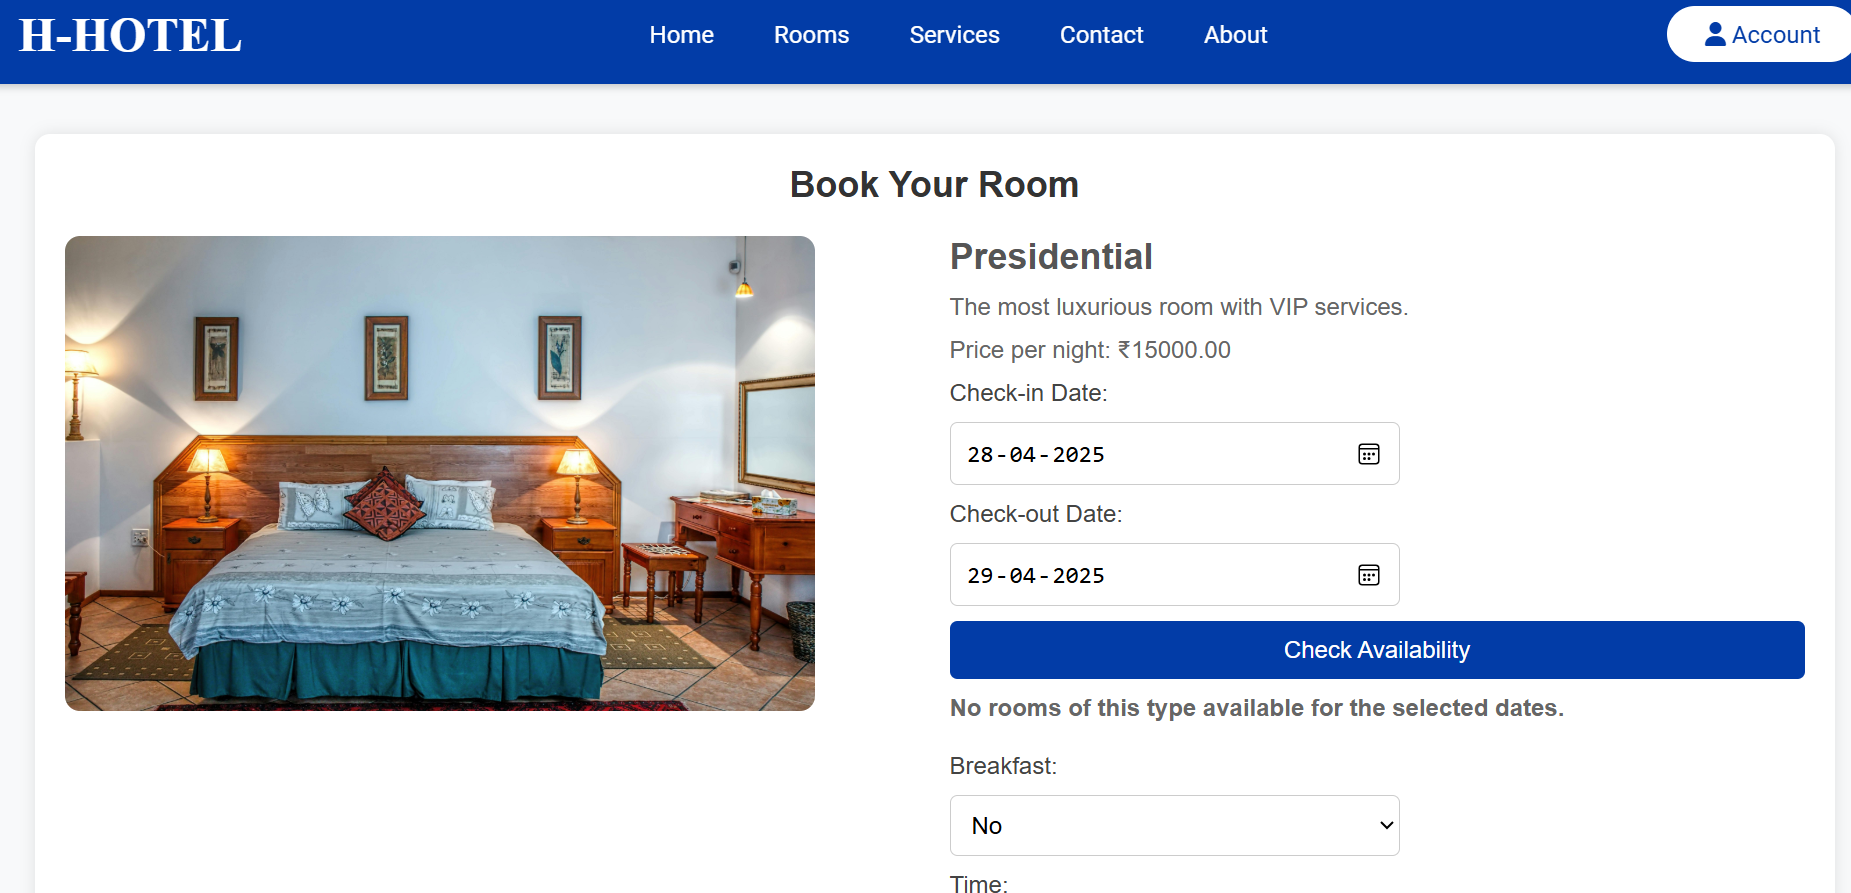 H-HOTEL
Home Rooms Services Contact About
Account
Book Your Room
Presidential
The most luxurious room with VIP services.
Price per night: ₹15000.00
Check-in Date:
28-04-2025
Check-out Date:
29-04-2025
Check Availability
No rooms of this type available for the selected dates.
Breakfast:
No
Time: